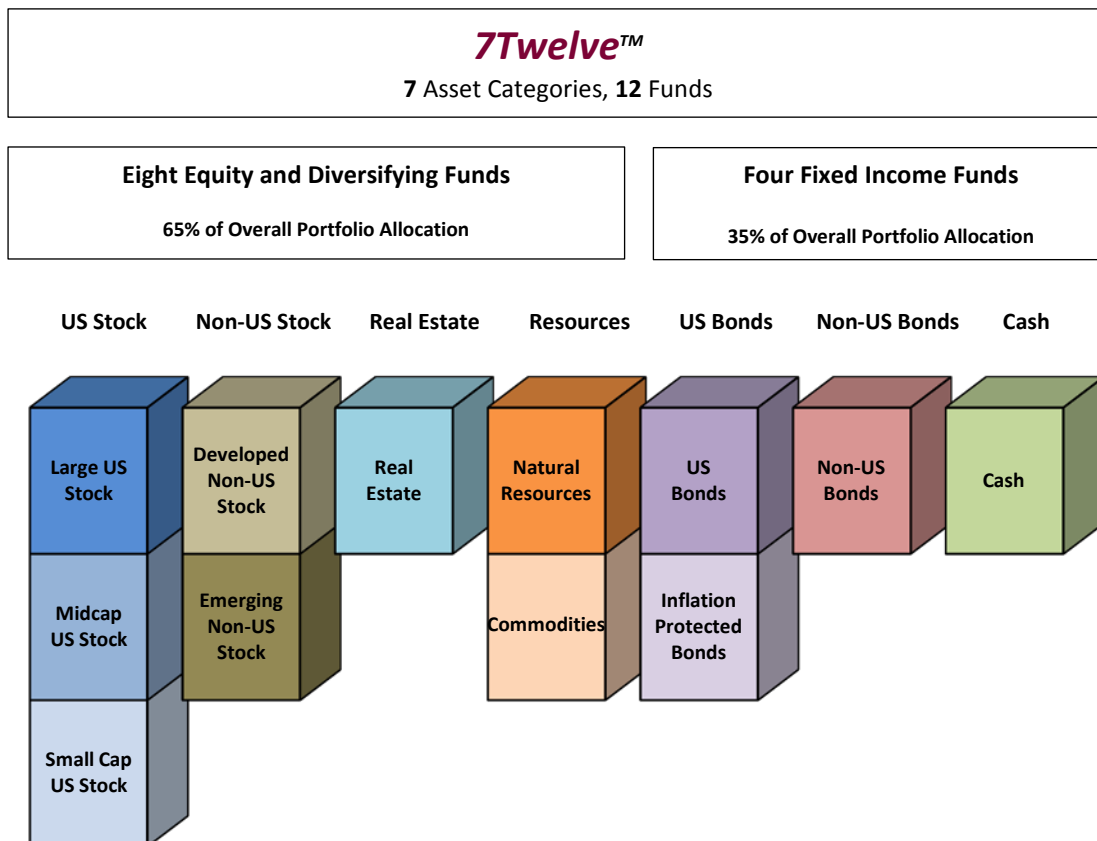 7Twelve™
7 Asset Categories, 12 Funds
Eight Equity and Diversifying Funds
65% of Overall Portfolio Allocation
Four Fixed Income Funds
35% of Overall Portfolio Allocation
US Stock Non-US Stock Real Estate Resources US Bonds Non-US Bonds Cash
Large US
Stock
Developed
Non-US
Stock
Real
Estate
Natural
Resources
US
Bonds
Non-US
Bonds
Cash
Midcap
US Stock
Emerging
Non-US
Stock
Commodities
Inflation
Protected
Bonds
Small Cap
US Stock